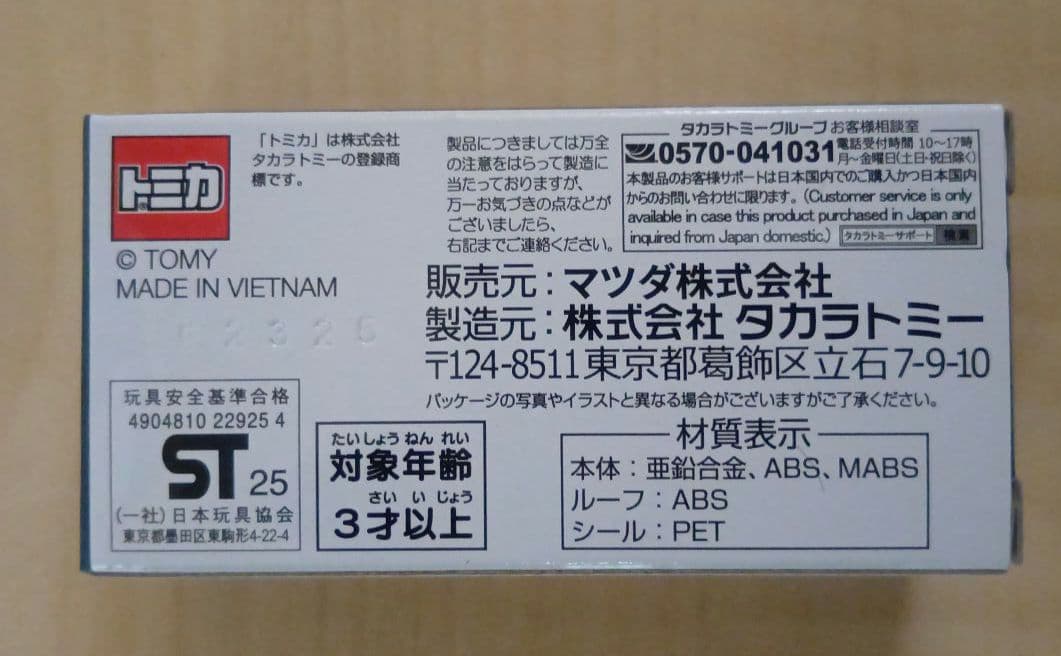 トミカ
「トミカ」は株式会社
タカラトミーの登録商
標です。
© TOMY
MADE IN VIETNAM
製品につきましては万全
の注意をはらって製造に
当たっておりますが、
万一お気づきの点などが
ございましたら、
右記までご連絡ください。
タカラトミーグループお客様相談室
0570-041031
電話受付時間 10～17時
月～金曜日(土日・祝日除く)
本製品のお客様サポートは日本国内でのご購入かつ日本国内
からのお問い合わせに限ります。(Customer service is only
available in case this product purchased in Japan and
inquired from Japan domestic.) タカラトミーサポート 検索
販売元：マツダ株式会社
製造元：株式会社 タカラトミー
〒124-8511東京都葛飾区立石7-9-10
パッケージの写真やイラストと異なる場合がございますがご了承ください。
玩具安全基準合格
4904810 22925 4
ST 25
(一社)日本玩具協会
東京都墨田区東駒形4-22-4
たいしょう ねん れい
対象年齢
さい い じょう
3才以上
材質表示
本体：亜鉛合金、ABS、MABS
ルーフ：ABS
シール：PET